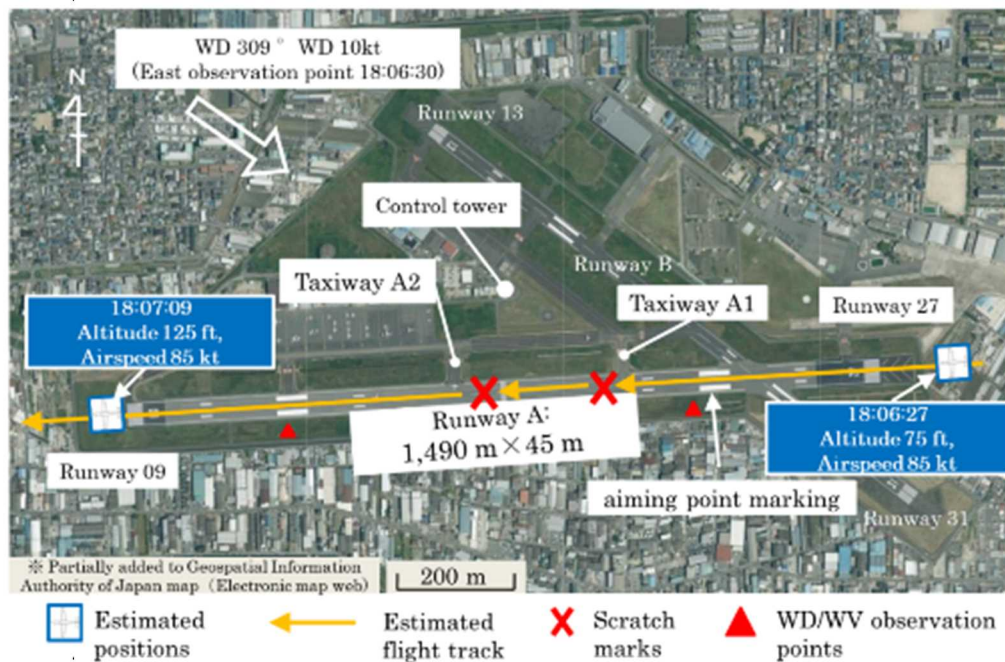 WD 309 ° WD 10kt
(East observation point 18:06:30)
N
Runway 13
Control tower
Runway B
Taxiway A2
Taxiway A1
Runway 27
18:07:09
Altitude 125 ft,
Airspeed 85 kt
Runway A:
1,490 m×45 m
18:06:27
Altitude 75 ft,
Airspeed 85 kt
Runway 09
aiming point marking
Runway 31
※ Partially added to Geospatial Information
Authority of Japan map (Electronic map web)
200 m
Estimated
positions
Estimated
flight track
Scratch
marks
WD/WV observation
points